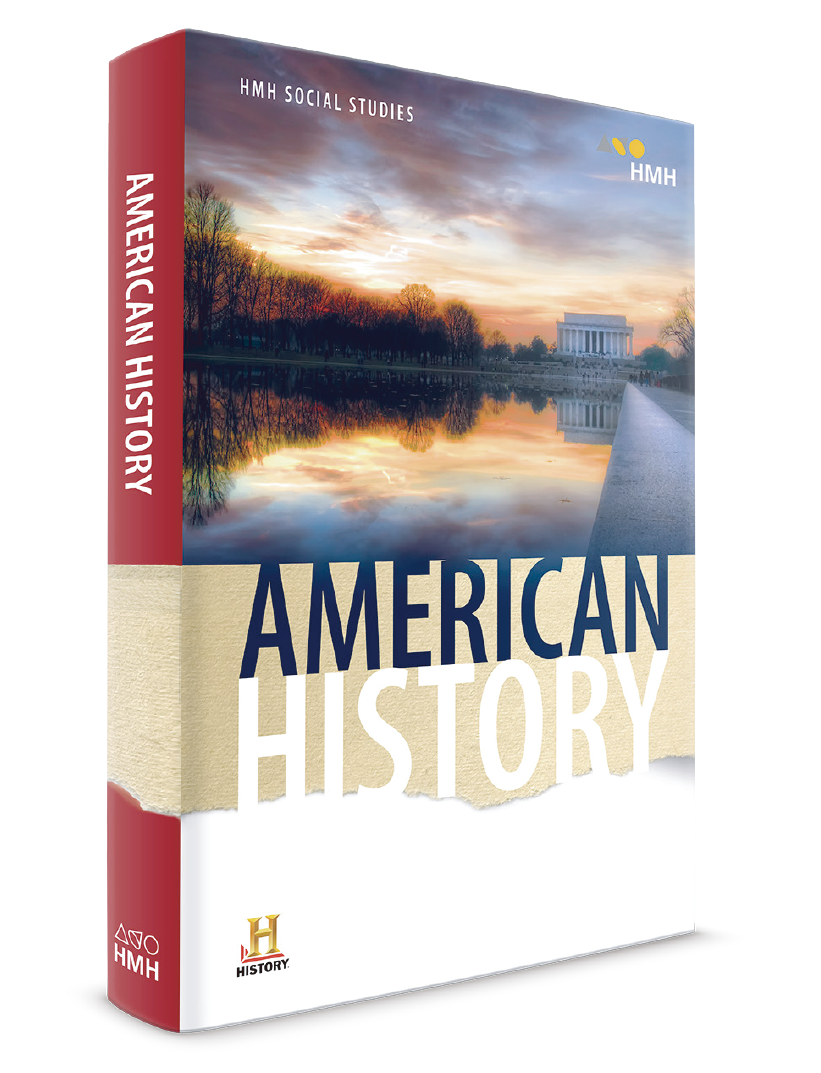 AMERICAN HISTORY
HMH
HMH SOCIAL STUDIES
HMH
AMERICAN
HISTORY
HISTORY